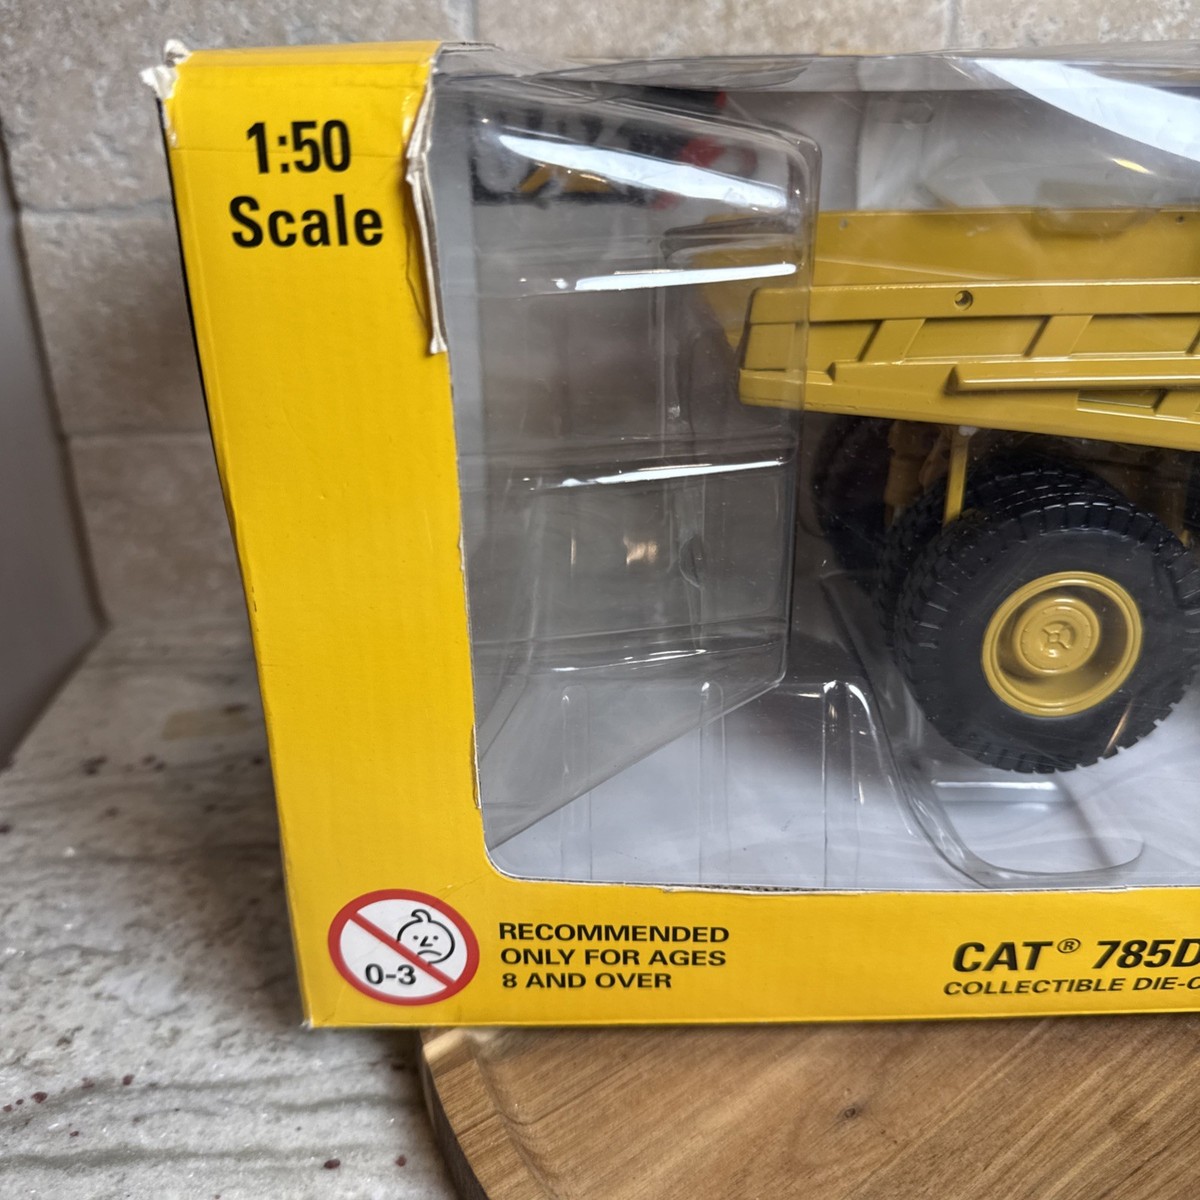 1:50
Scale
0-3
RECOMMENDED
ONLY FOR AGES
8 AND OVER
CAT® 785D
COLLECTIBLE DIE-C